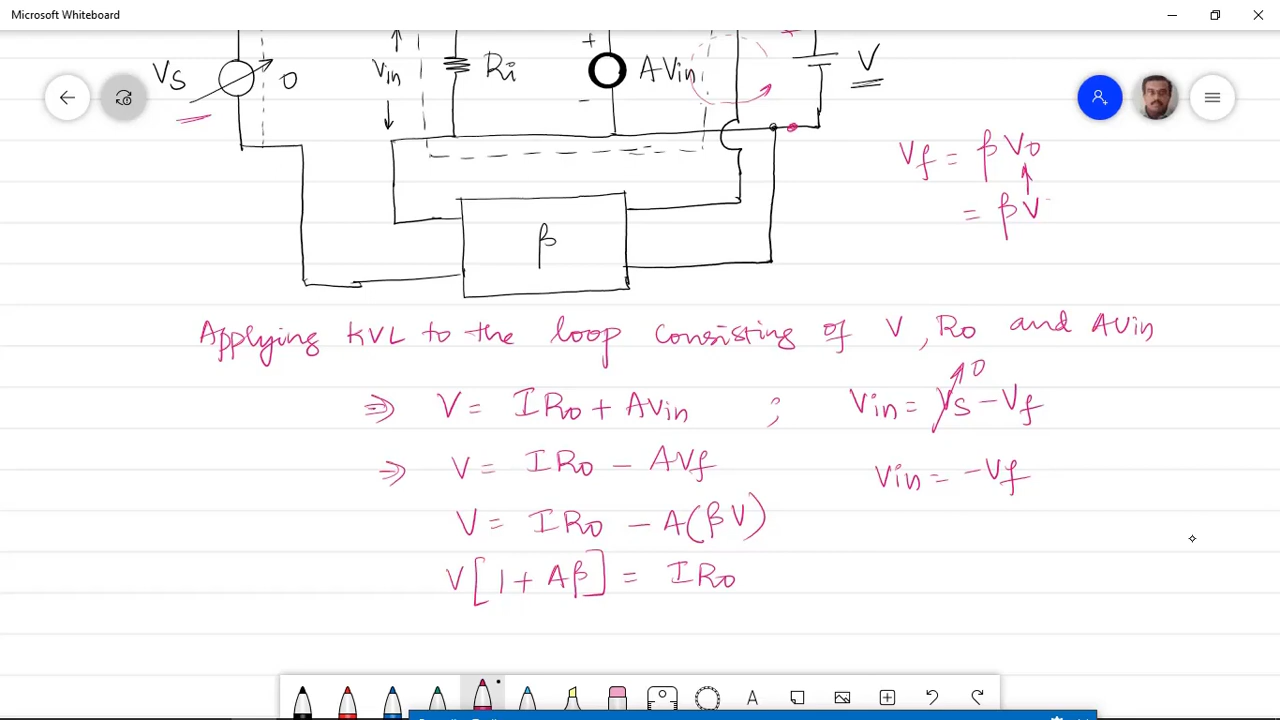 Microsoft Whiteboard
Vs 0 Vin Ri + AVin - V
Vf = βVo
= βV
β
Applying KVL to the loop consisting of V, Ro and AVin
⇒ V = IRo + AVin ; Vin = Vs - Vf
0
⇒ V = IRo - AVf Vin = -Vf
V = IRo - A(βV)
V[1 + Aβ] = IRo
A